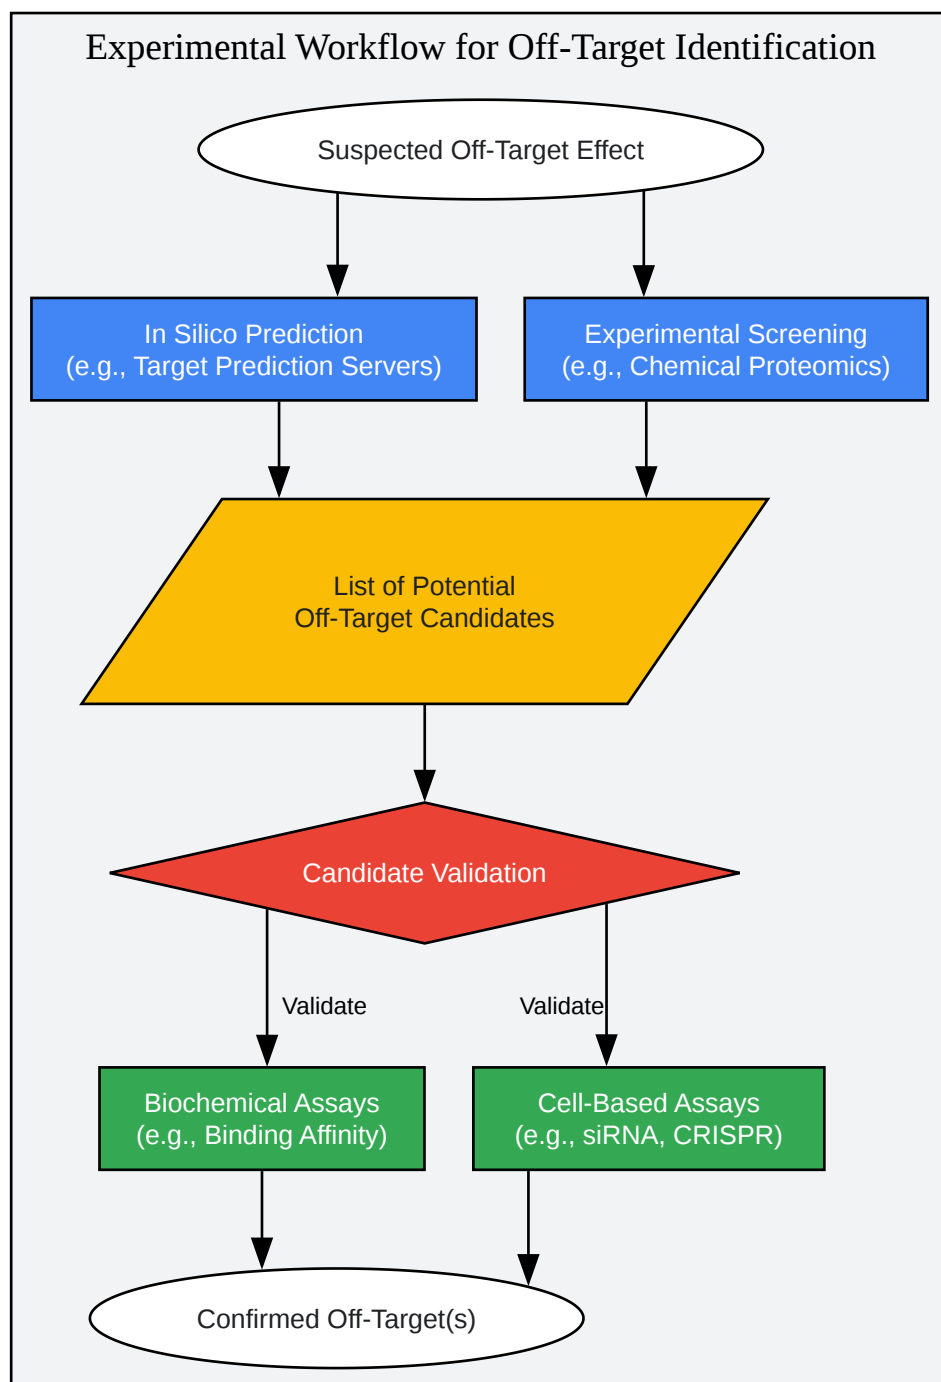 Experimental Workflow for Off-Target Identification
Suspected Off-Target Effect
In Silico Prediction
(e.g., Target Prediction Servers)
Experimental Screening
(e.g., Chemical Proteomics)
List of Potential
Off-Target Candidates
Candidate Validation
Validate
Validate
Biochemical Assays
(e.g., Binding Affinity)
Cell-Based Assays
(e.g., siRNA, CRISPR)
Confirmed Off-Target(s)